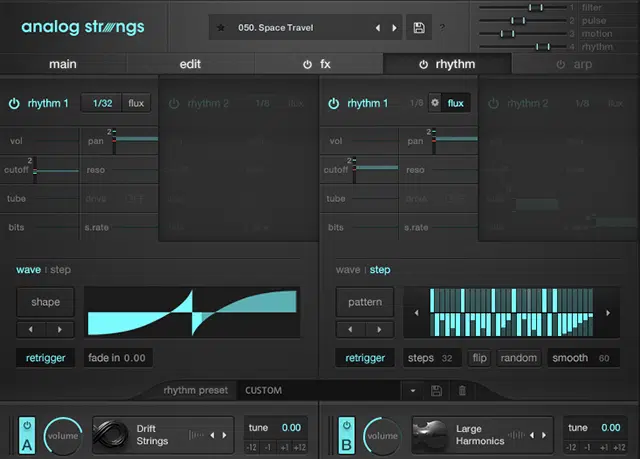 analog strings
050. Space Travel
?
1 filter
2 pulse
3 motion
4 rhythm
main edit fx rhythm arp
rhythm 1 1/32 flux rhythm 2 1/8 flux rhythm 1 1/8 flux rhythm 2 1/8 flux
vol pan 2 vol pan 2
cutoff 2 reso cutoff 2 reso
tube drive OFF tube
bits s.rate bits s.rate
wave | step wave | step
shape pattern
retrigger fade in 0.00 retrigger steps 32 flip random smooth 60
rhythm preset CUSTOM
A volume Drift Strings tune 0.00 B volume Large Harmonics tune 0.00
-12 -1 +1 +12 -12 -1 +1 +12